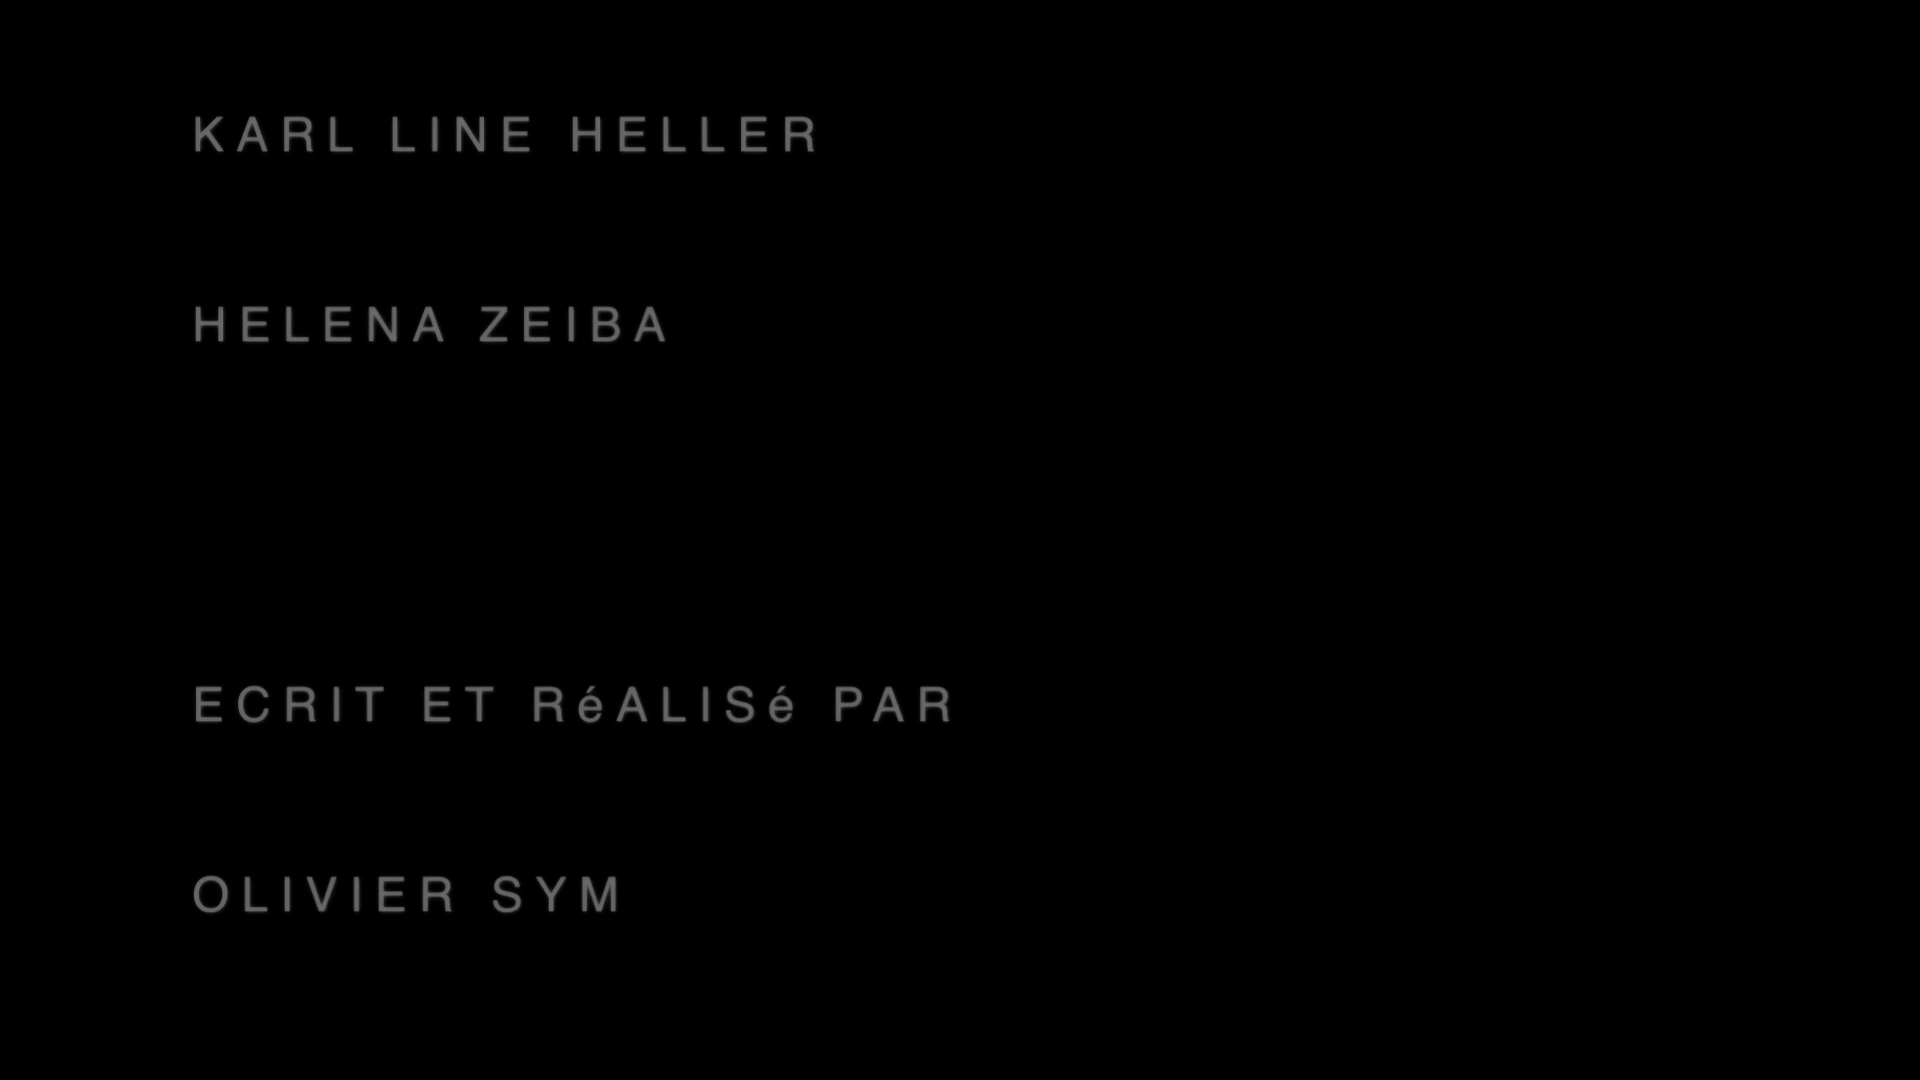 KARL LINE HELLER
HELENA ZEIBA
ECRIT ET RéALISé PAR
OLIVIER SYM